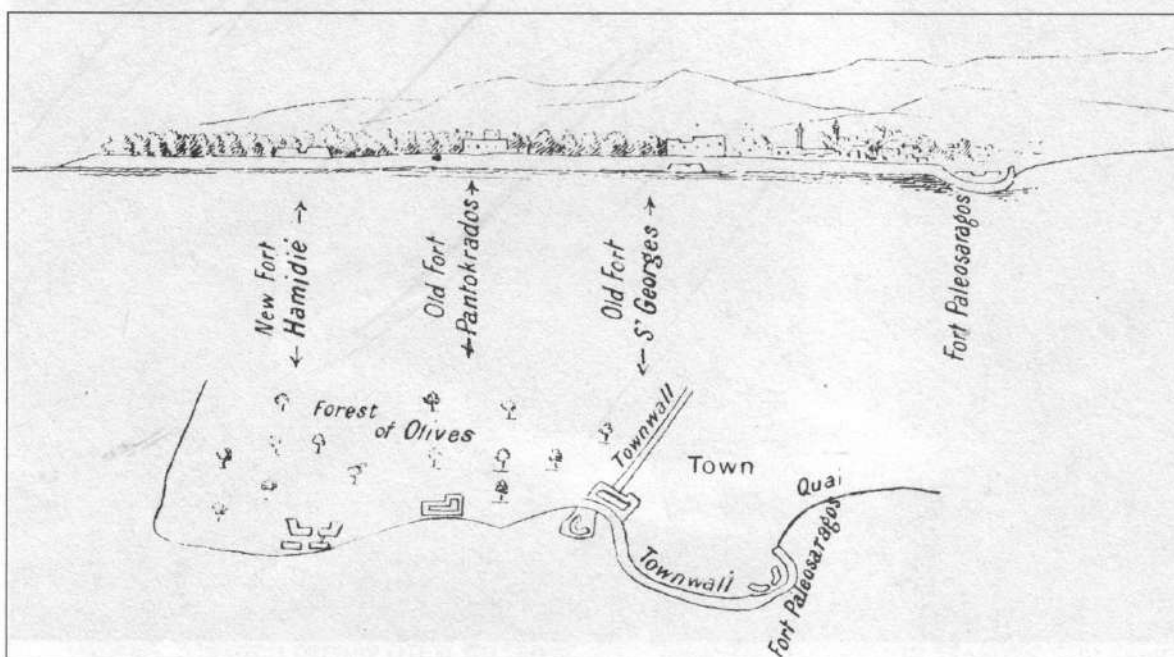 New Fort
Hamidie
Old Fort
Pantokrados
Old Fort
S' Georges
Fort Paleosaragos
Forest
of Olives
Townwall
Town
Quai
Townwall
Fort Paleosaragos